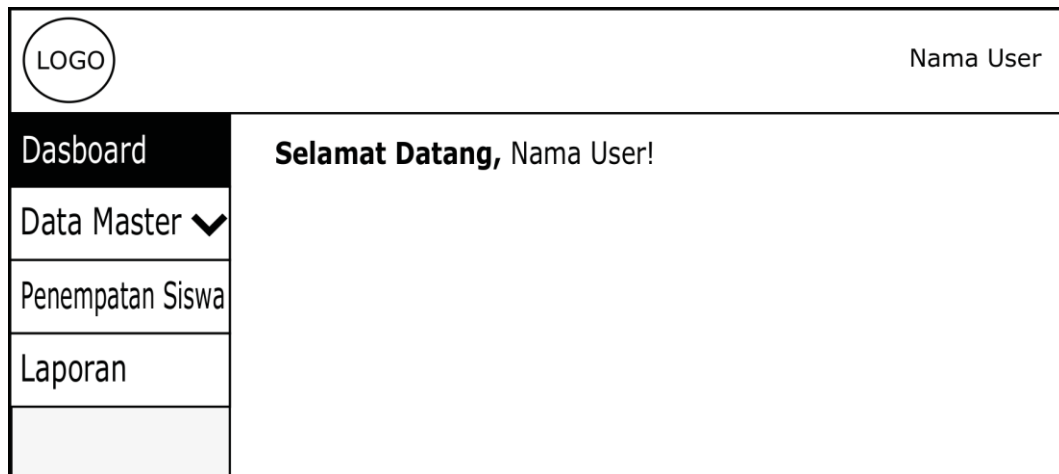 LOGO
Nama User
Dasboard
Selamat Datang, Nama User!
Data Master
Penempatan Siswa
Laporan